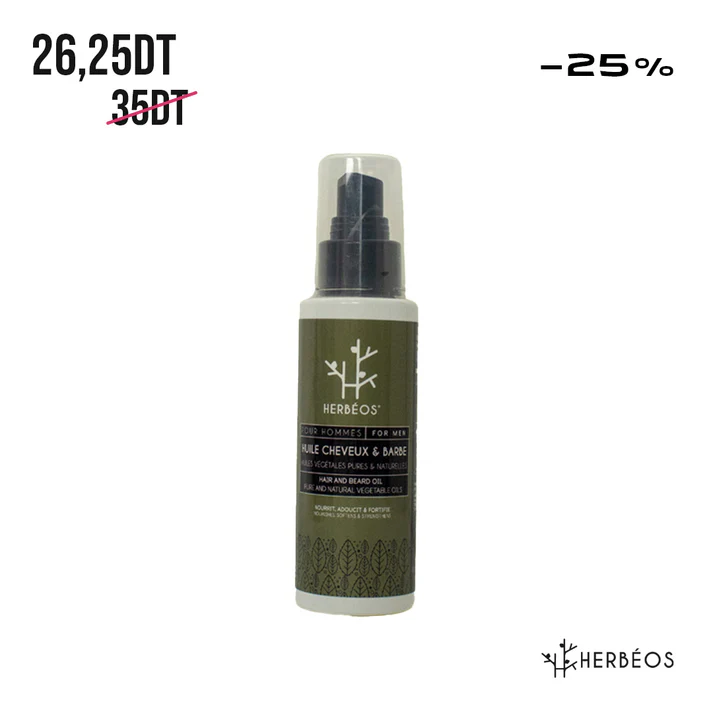 26,25DT
35DT
-25%
HERBÉOS
POUR HOMMES | FOR MEN
HUILE CHEVEUX & BARBE
HUILES VÉGÉTALES PURES & NATURELLES
HAIR AND BEARD OIL
PURE AND NATURAL VEGETABLE OILS
NOURRIT, ADOUCIT & FORTIFIE
HERBÉOS